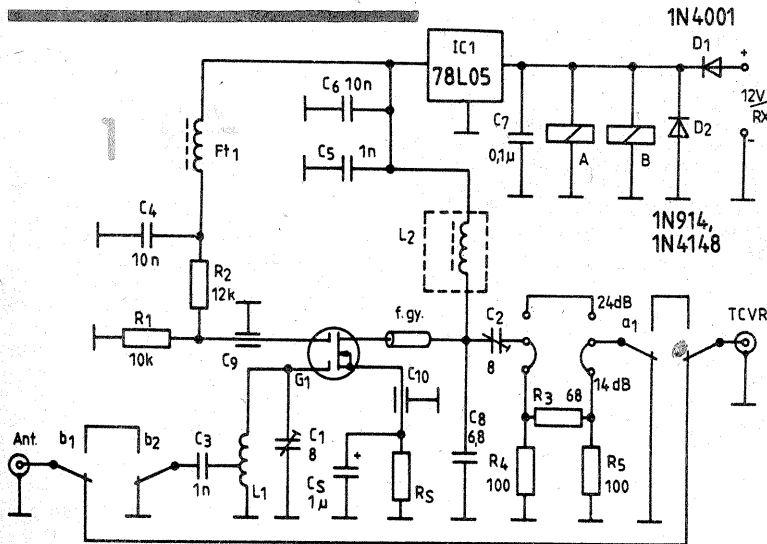 1N4001
IC1
78L05
D1
+
12V/RX
-
C6 10n
C7
0,1µ
A
B
D2
C5 1n
1
Ft1
C4
10n
L2
1N914,
1N4148
R2
12k
f.gy.
C2
8
24dB
a1
TCVR
R1
10k
C9
G1
C10
14dB
R3 68
Ant.
b1
b2
C3
1n
L1
C1
8
Cs
+
1µ
Rs
C8
6,8
R4
100
R5
100